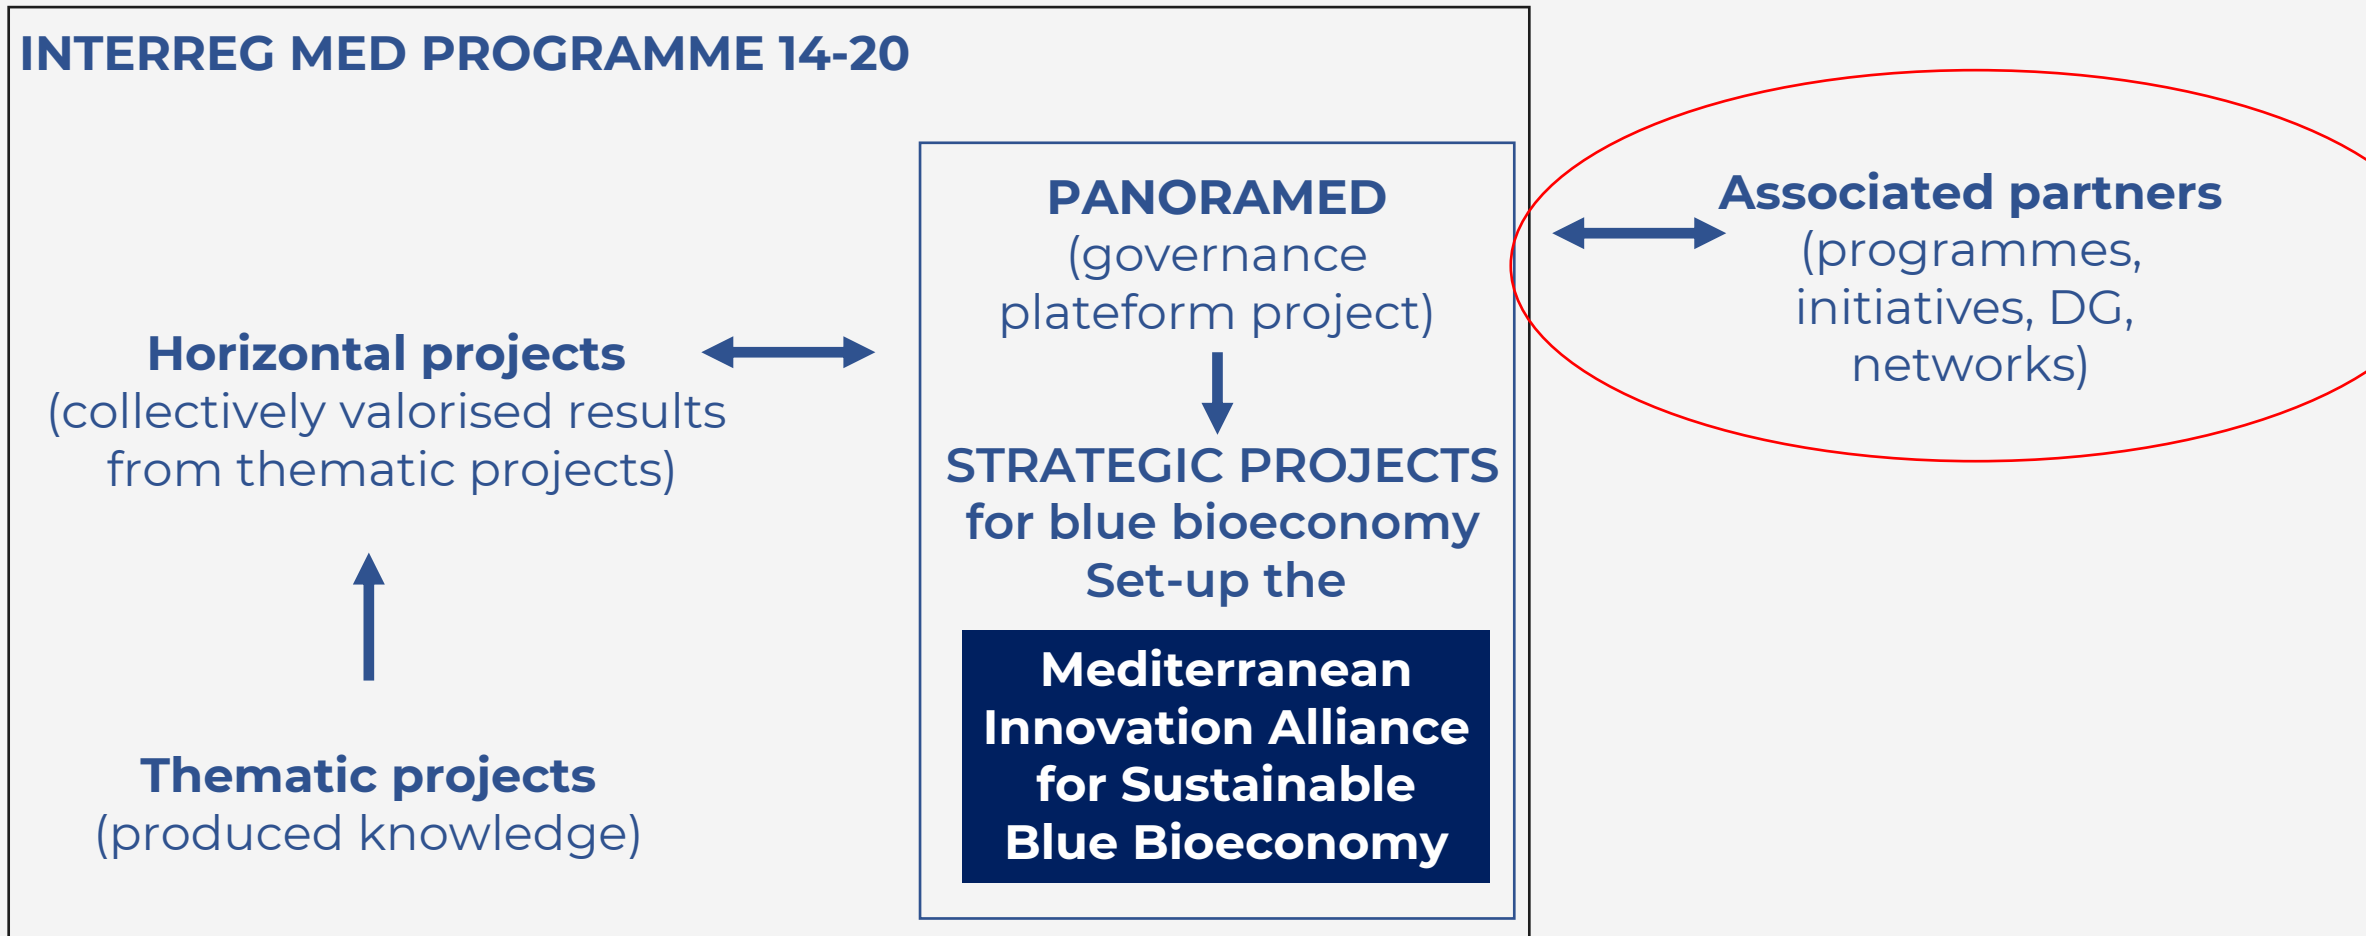 INTERREG MED PROGRAMME 14-20
Horizontal projects
(collectively valorised results
from thematic projects)
Thematic projects
(produced knowledge)
PANORAMED
(governance
plateform project)
STRATEGIC PROJECTS
for blue bioeconomy
Set-up the
Mediterranean
Innovation Alliance
for Sustainable
Blue Bioeconomy
Associated partners
(programmes,
initiatives, DG,
networks)